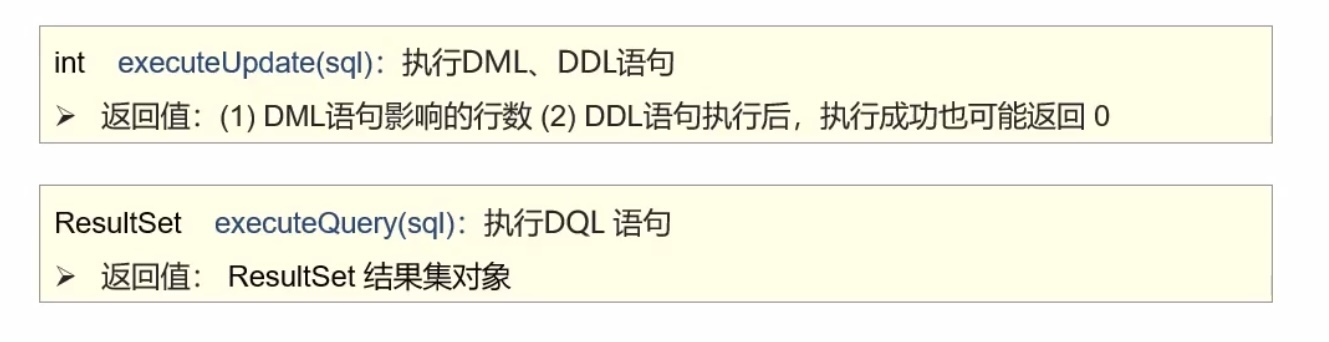 int executeUpdate(sql)：执行DML、DDL语句
➢ 返回值：(1) DML语句影响的行数 (2) DDL语句执行后，执行成功也可能返回 0
ResultSet executeQuery(sql)：执行DQL 语句
➢ 返回值： ResultSet 结果集对象